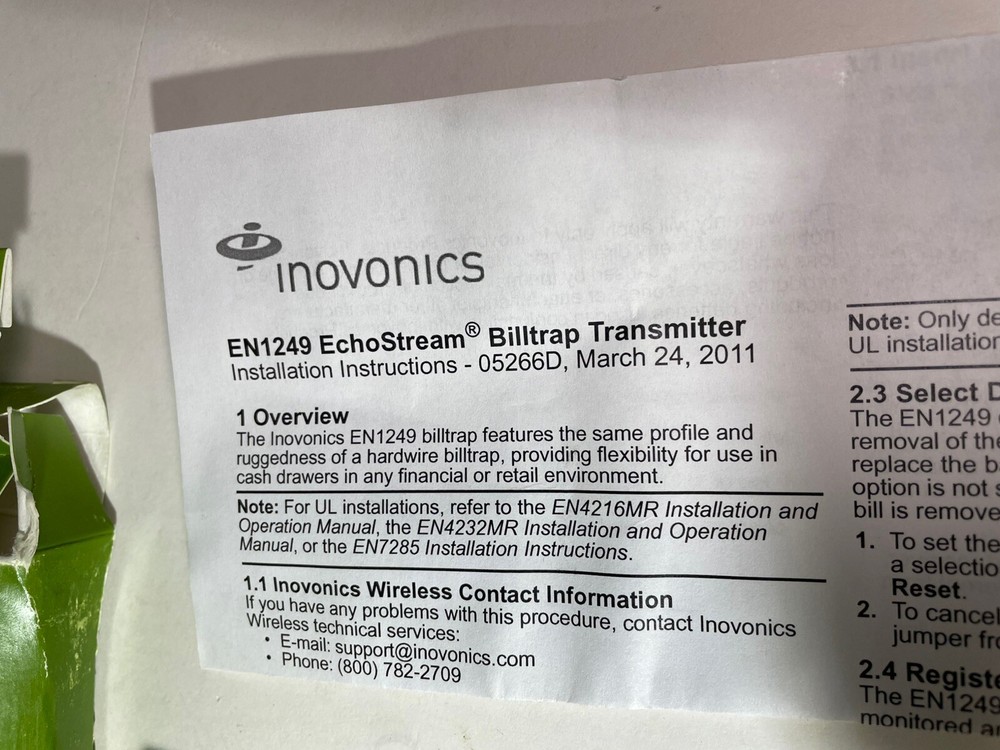 inovonics
EN1249 EchoStream® Billtrap Transmitter
Installation Instructions - 05266D, March 24, 2011
1 Overview
The Inovonics EN1249 billtrap features the same profile and
ruggedness of a hardwire billtrap, providing flexibility for use in
cash drawers in any financial or retail environment.
Note: For UL installations, refer to the EN4216MR Installation and
Operation Manual, the EN4232MR Installation and Operation
Manual, or the EN7285 Installation Instructions.
1.1 Inovonics Wireless Contact Information
If you have any problems with this procedure, contact Inovonics
Wireless technical services:
• E-mail: support@inovonics.com
• Phone: (800) 782-2709
Note: Only de
UL installation
2.3 Select D
The EN1249
removal of the
replace the b
option is not s
bill is remove
1. To set the
a selectio
Reset.
2. To cancel
jumper fr
2.4 Registe
The EN1249
monitored an